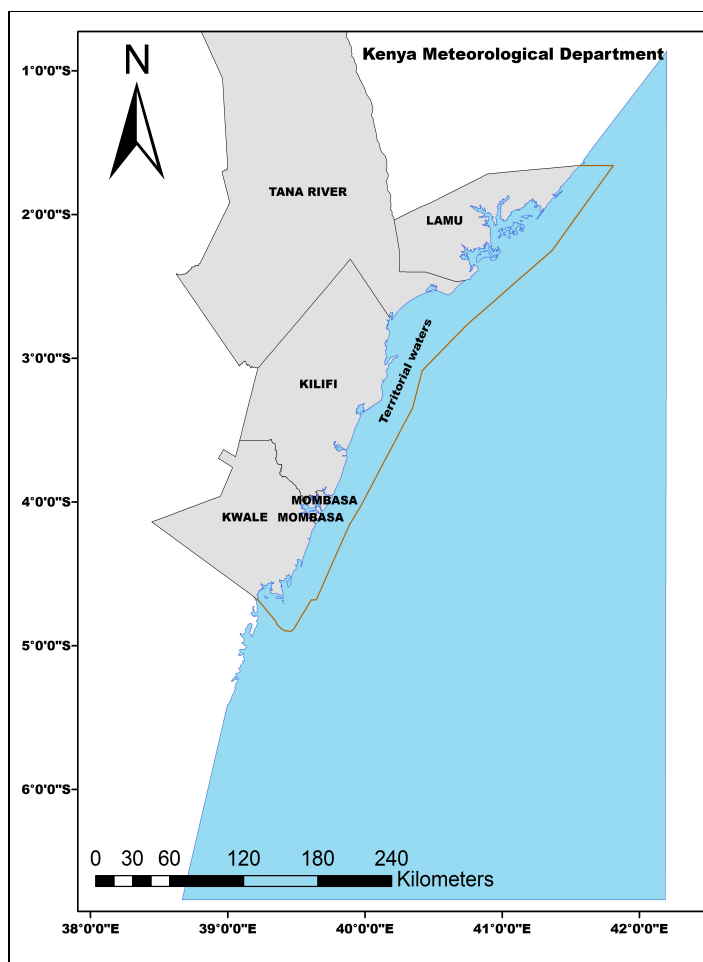 Kenya Meteorological Department
N
1°0'0"S
2°0'0"S
3°0'0"S
4°0'0"S
5°0'0"S
6°0'0"S
TANA RIVER
LAMU
Territorial waters
KILIFI
MOMBASA
KWALE MOMBASA
0 30 60 120 180 240
Kilometers
38°0'0"E 39°0'0"E 40°0'0"E 41°0'0"E 42°0'0"E